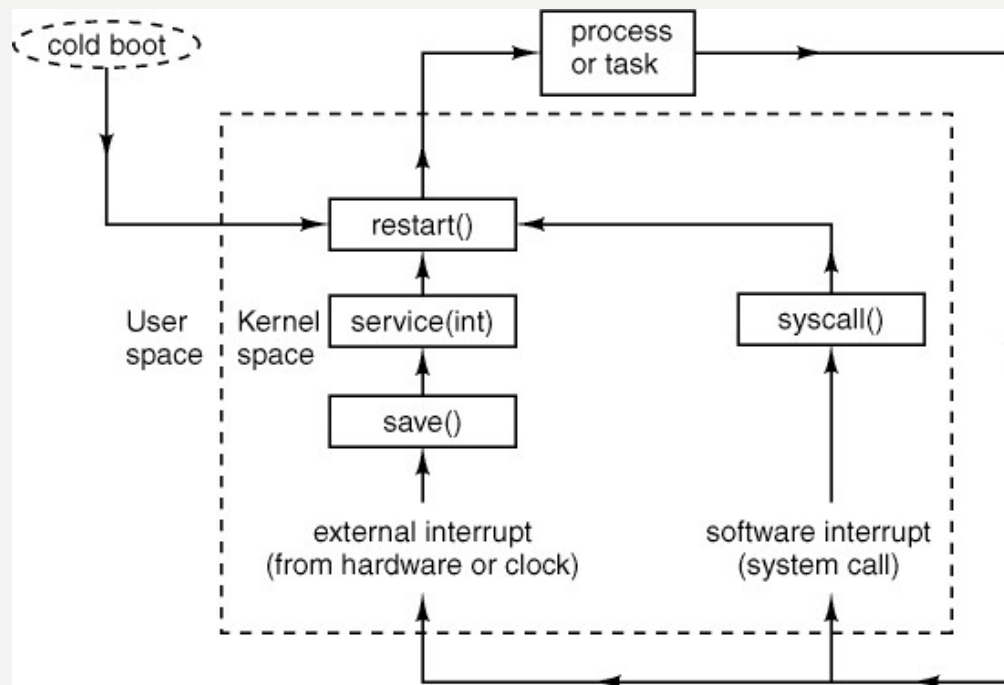 cold boot
process
or task
restart()
User
space
Kernel
space
service(int)
syscall()
save()
external interrupt
(from hardware or clock)
software interrupt
(system call)